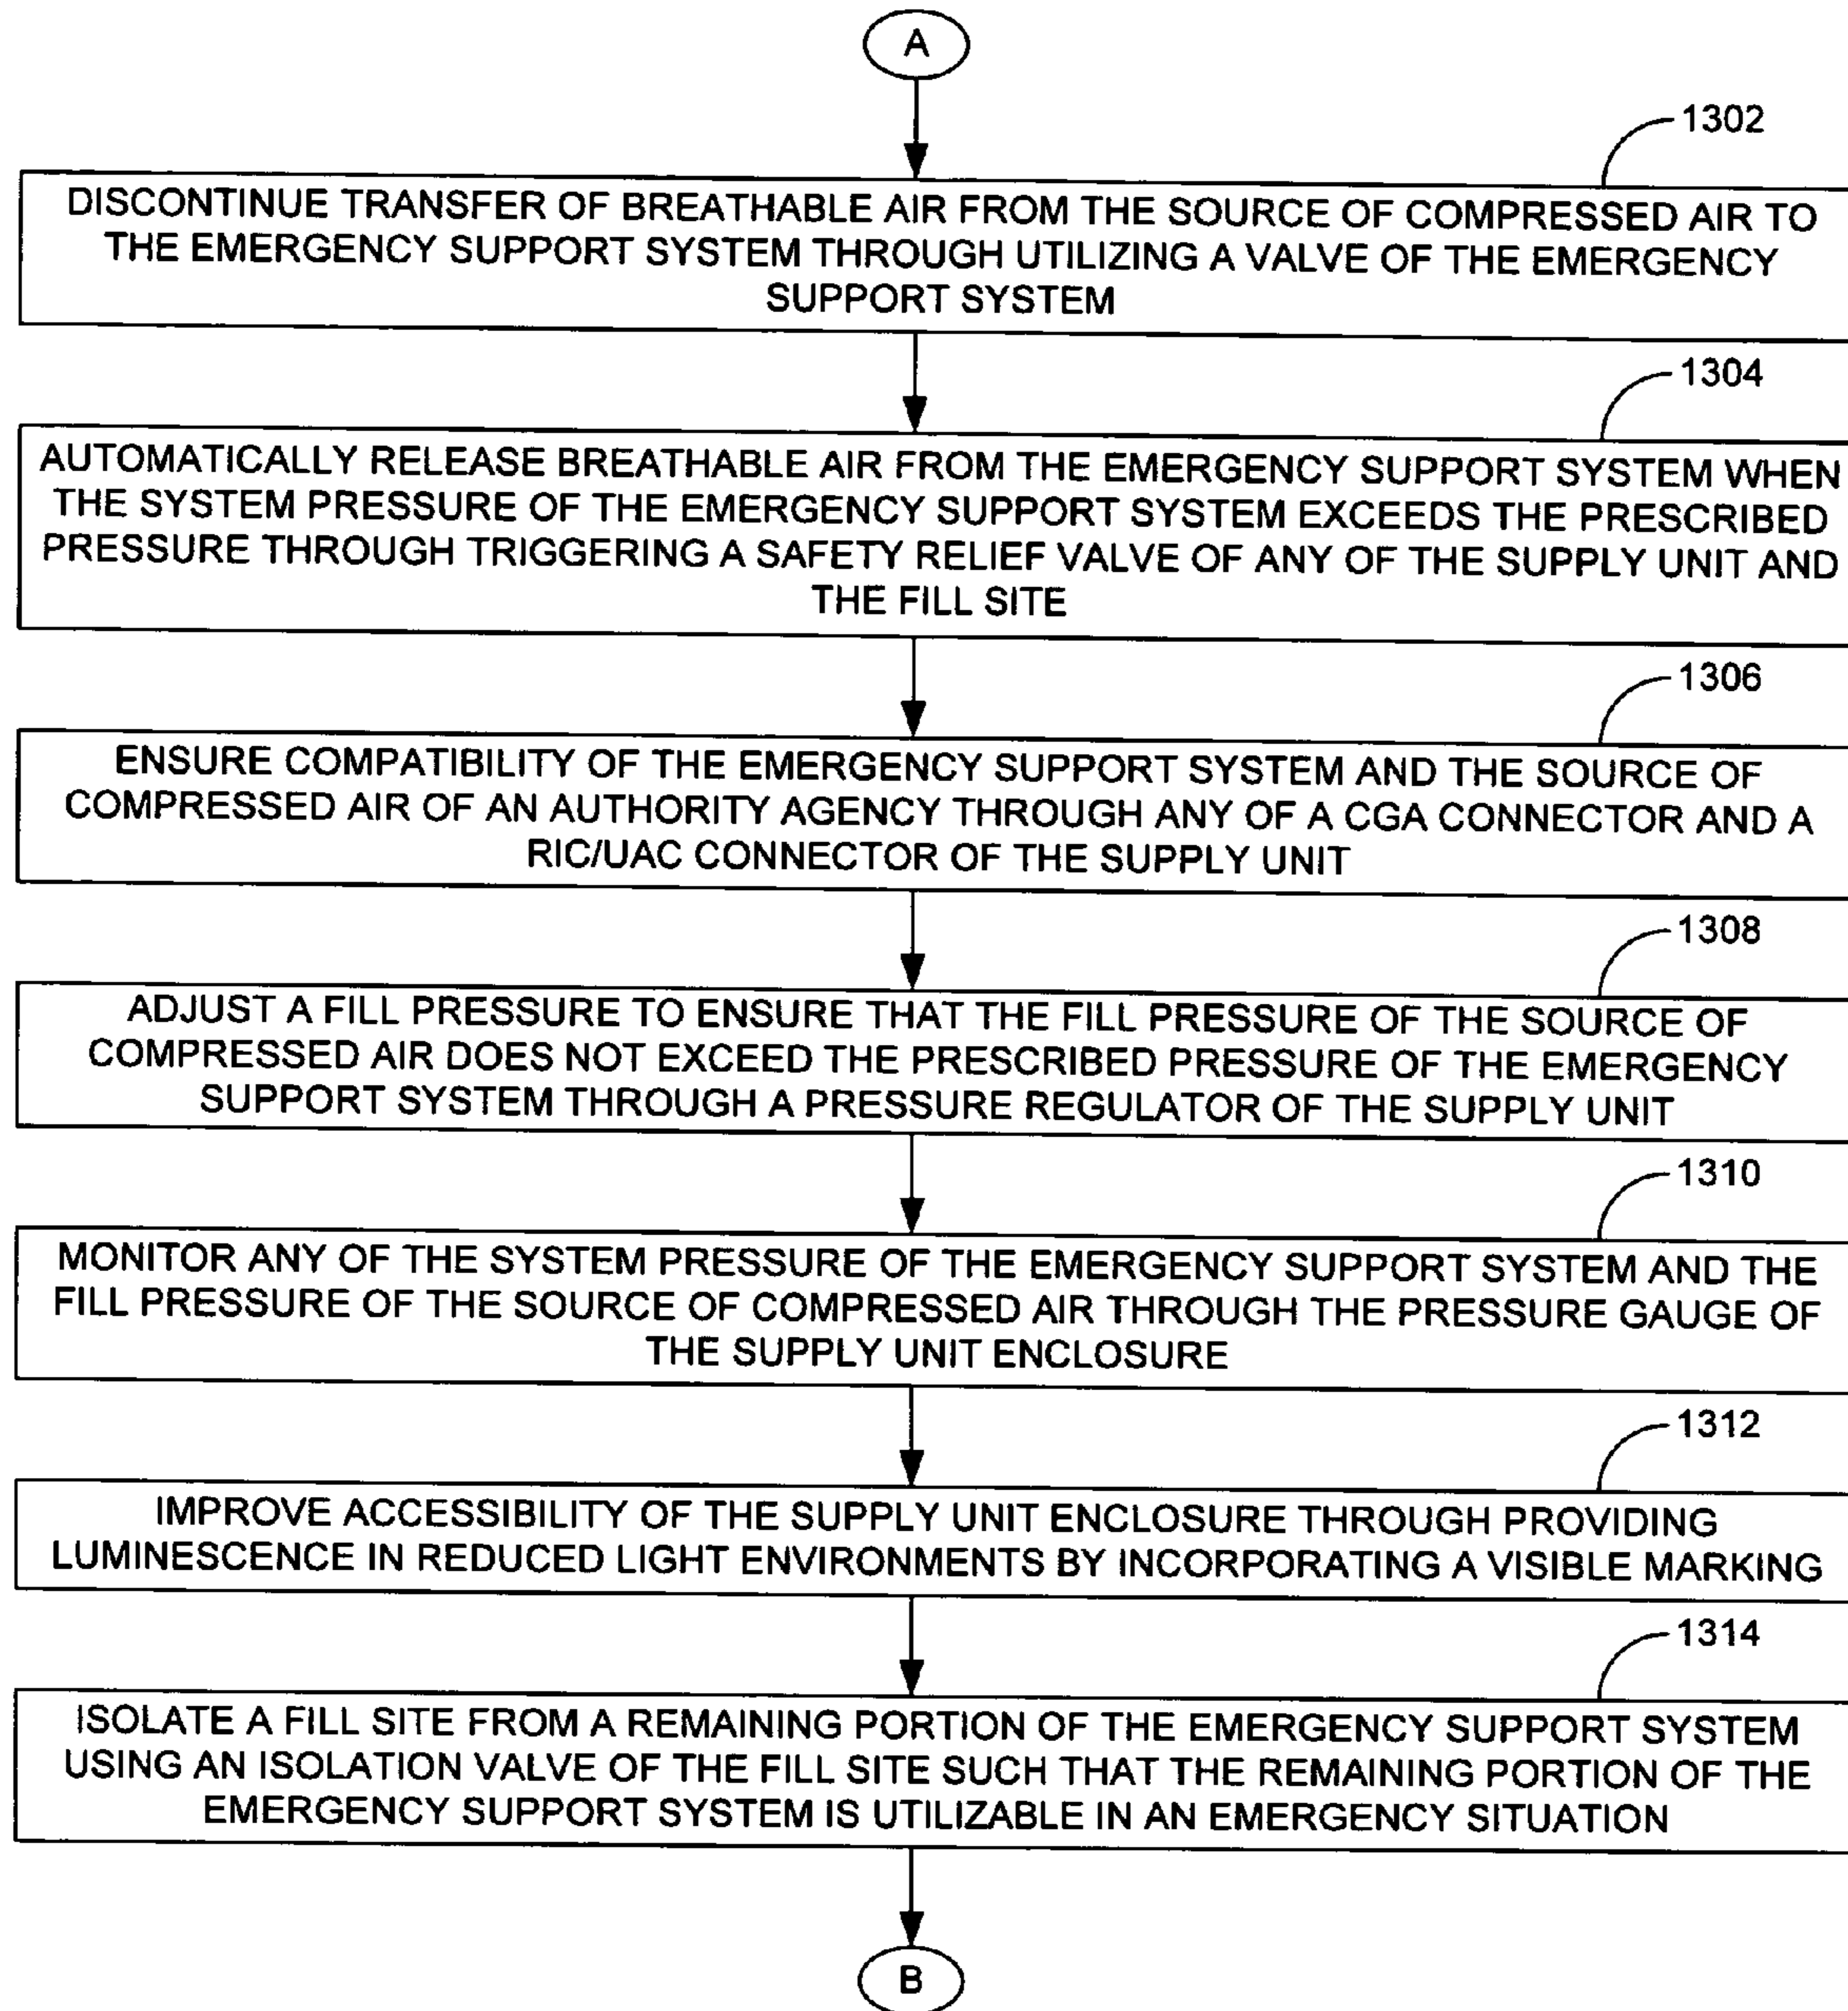 A
1302
DISCONTINUE TRANSFER OF BREATHABLE AIR FROM THE SOURCE OF COMPRESSED AIR TO
THE EMERGENCY SUPPORT SYSTEM THROUGH UTILIZING A VALVE OF THE EMERGENCY
SUPPORT SYSTEM
1304
AUTOMATICALLY RELEASE BREATHABLE AIR FROM THE EMERGENCY SUPPORT SYSTEM WHEN
THE SYSTEM PRESSURE OF THE EMERGENCY SUPPORT SYSTEM EXCEEDS THE PRESCRIBED
PRESSURE THROUGH TRIGGERING A SAFETY RELIEF VALVE OF ANY OF THE SUPPLY UNIT AND
THE FILL SITE
1306
ENSURE COMPATIBILITY OF THE EMERGENCY SUPPORT SYSTEM AND THE SOURCE OF
COMPRESSED AIR OF AN AUTHORITY AGENCY THROUGH ANY OF A CGA CONNECTOR AND A
RIC/UAC CONNECTOR OF THE SUPPLY UNIT
1308
ADJUST A FILL PRESSURE TO ENSURE THAT THE FILL PRESSURE OF THE SOURCE OF
COMPRESSED AIR DOES NOT EXCEED THE PRESCRIBED PRESSURE OF THE EMERGENCY
SUPPORT SYSTEM THROUGH A PRESSURE REGULATOR OF THE SUPPLY UNIT
1310
MONITOR ANY OF THE SYSTEM PRESSURE OF THE EMERGENCY SUPPORT SYSTEM AND THE
FILL PRESSURE OF THE SOURCE OF COMPRESSED AIR THROUGH THE PRESSURE GAUGE OF
THE SUPPLY UNIT ENCLOSURE
1312
IMPROVE ACCESSIBILITY OF THE SUPPLY UNIT ENCLOSURE THROUGH PROVIDING
LUMINESCENCE IN REDUCED LIGHT ENVIRONMENTS BY INCORPORATING A VISIBLE MARKING
1314
ISOLATE A FILL SITE FROM A REMAINING PORTION OF THE EMERGENCY SUPPORT SYSTEM
USING AN ISOLATION VALVE OF THE FILL SITE SUCH THAT THE REMAINING PORTION OF THE
EMERGENCY SUPPORT SYSTEM IS UTILIZABLE IN AN EMERGENCY SITUATION
B